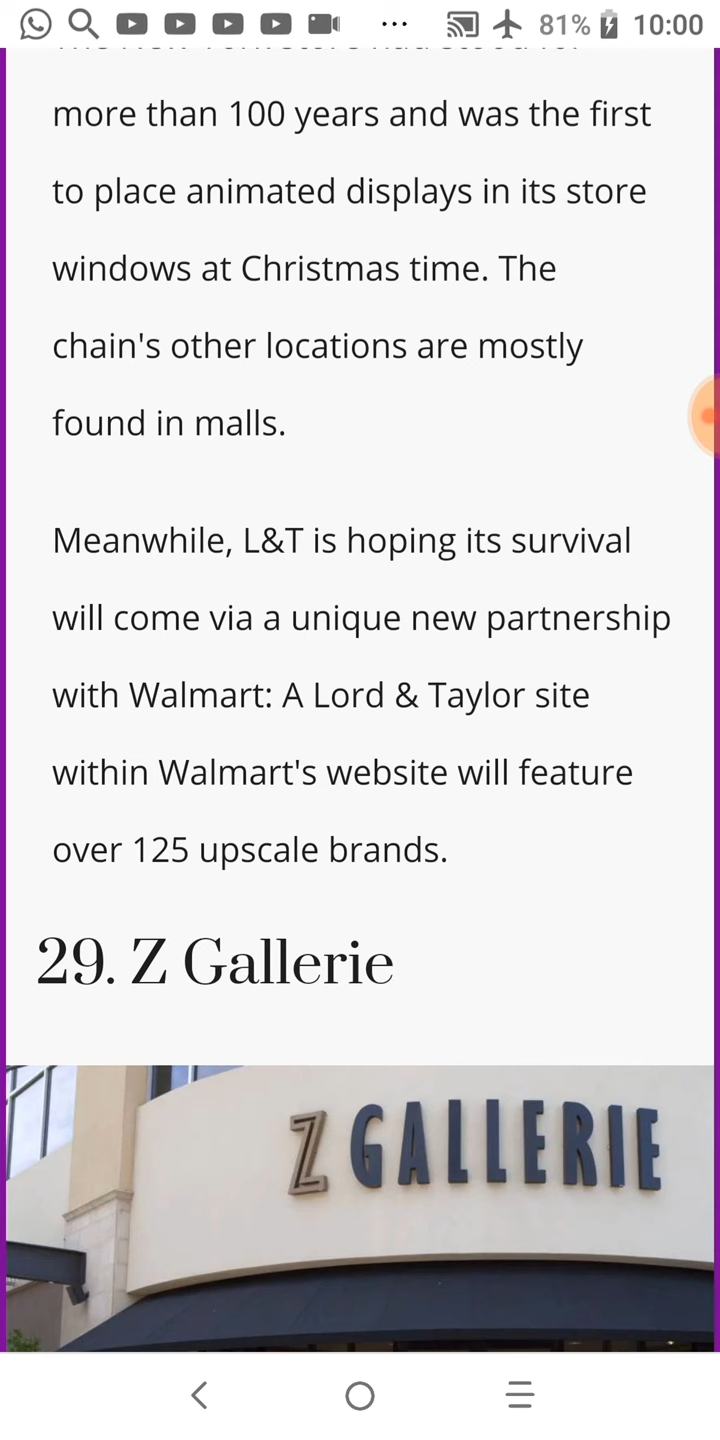 81% 10:00
more than 100 years and was the first
to place animated displays in its store
windows at Christmas time. The
chain's other locations are mostly
found in malls.
Meanwhile, L&T is hoping its survival
will come via a unique new partnership
with Walmart: A Lord & Taylor site
within Walmart's website will feature
over 125 upscale brands.
29. Z Gallerie
Z GALLERIE